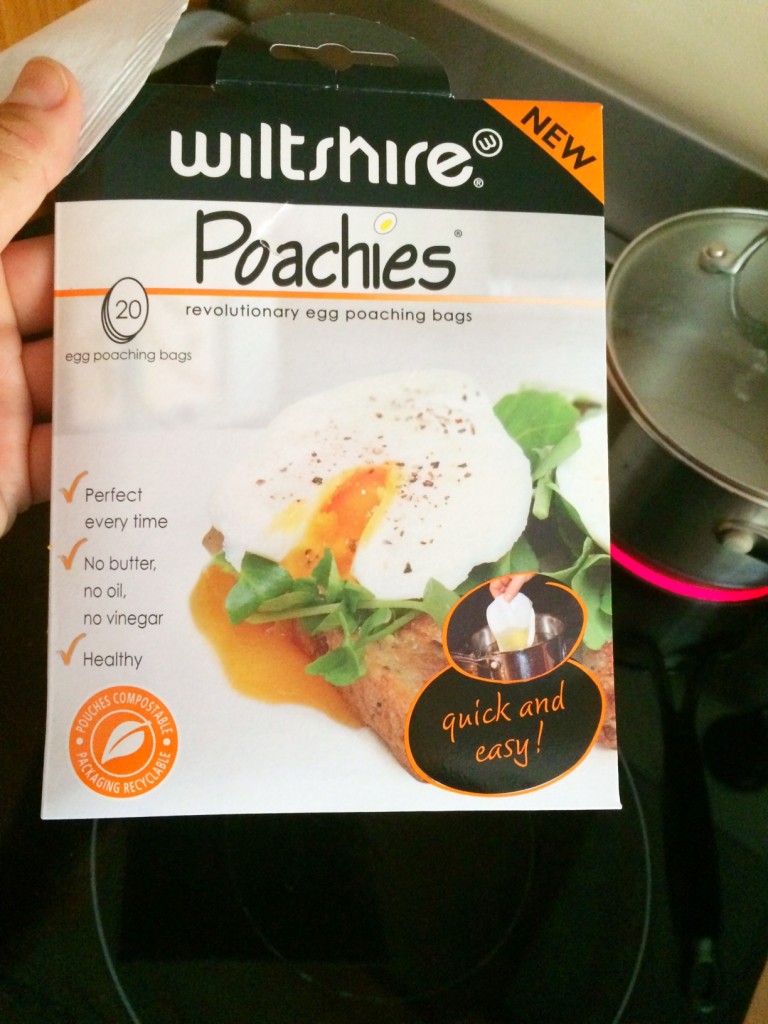 NEW
wiltshire
w
®
Poachies®
revolutionary egg poaching bags
20
egg poaching bags
Perfect
every time
No butter,
no oil,
no vinegar
Healthy
POUCHES COMPOSTABLE
PACKAGING RECYCLABLE
quick and
easy!